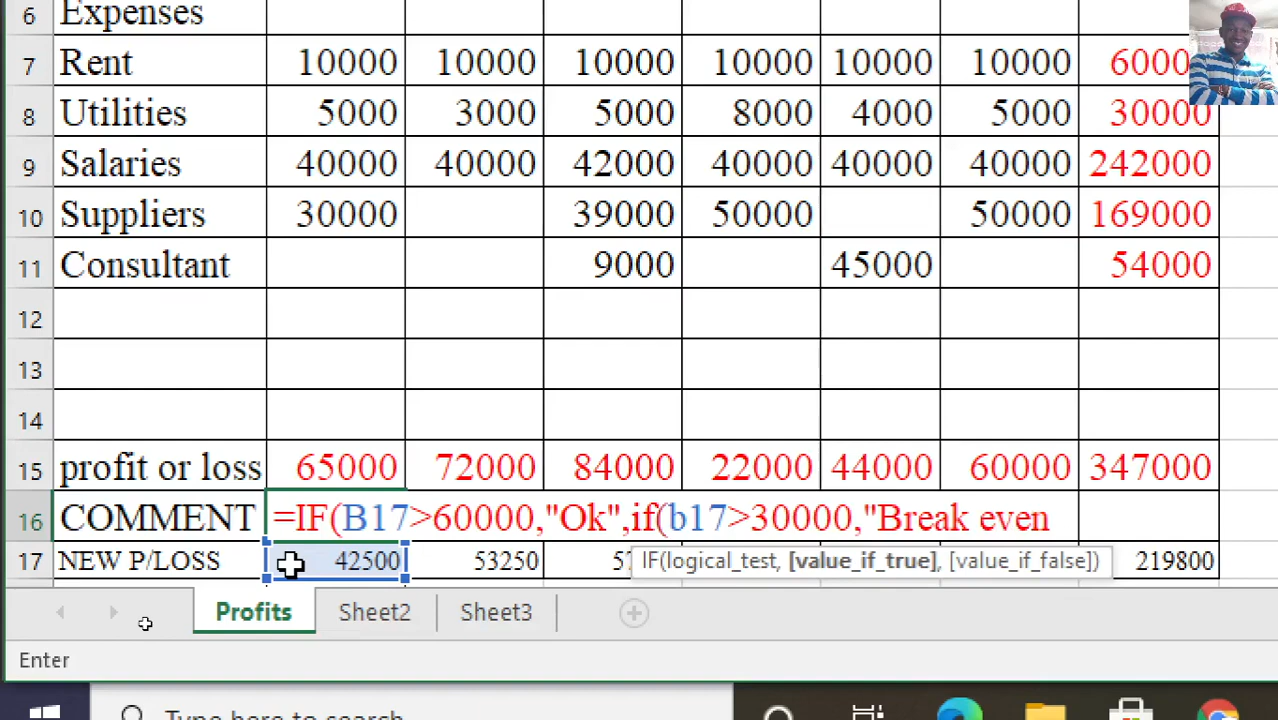 6 Expenses
7 Rent 10000 10000 10000 10000 10000 10000
8 Utilities 5000 3000 5000 8000 4000 5000 30000
9 Salaries 40000 40000 42000 40000 40000 40000 242000
10 Suppliers 30000 39000 50000 50000 169000
11 Consultant 9000 45000 54000
12
13
14
15 profit or loss 65000 72000 84000 22000 44000 60000 347000
16 COMMENT =IF(B17>60000,"Ok",if(b17>30000,"Break even
17 NEW P/LOSS 42500 53250 IF(logical_test, [value_if_true], [value_if_false]) 219800
Profits Sheet2 Sheet3
Enter
Type here to search